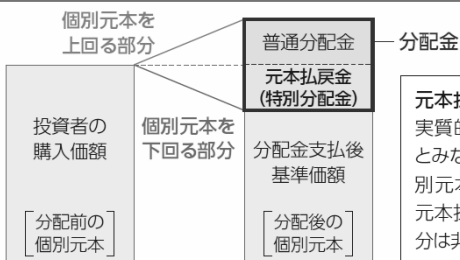 個別元本を
上回る部分
普通分配金
分配金
元本払戻金
(特別分配金)
投資者の
購入価額
個別元本を
下回る部分
分配金支払後
基準価額
[分配前の
個別元本]
[分配後の
個別元本]
元本払
実質的
とみな
別元本
元本払
分は非